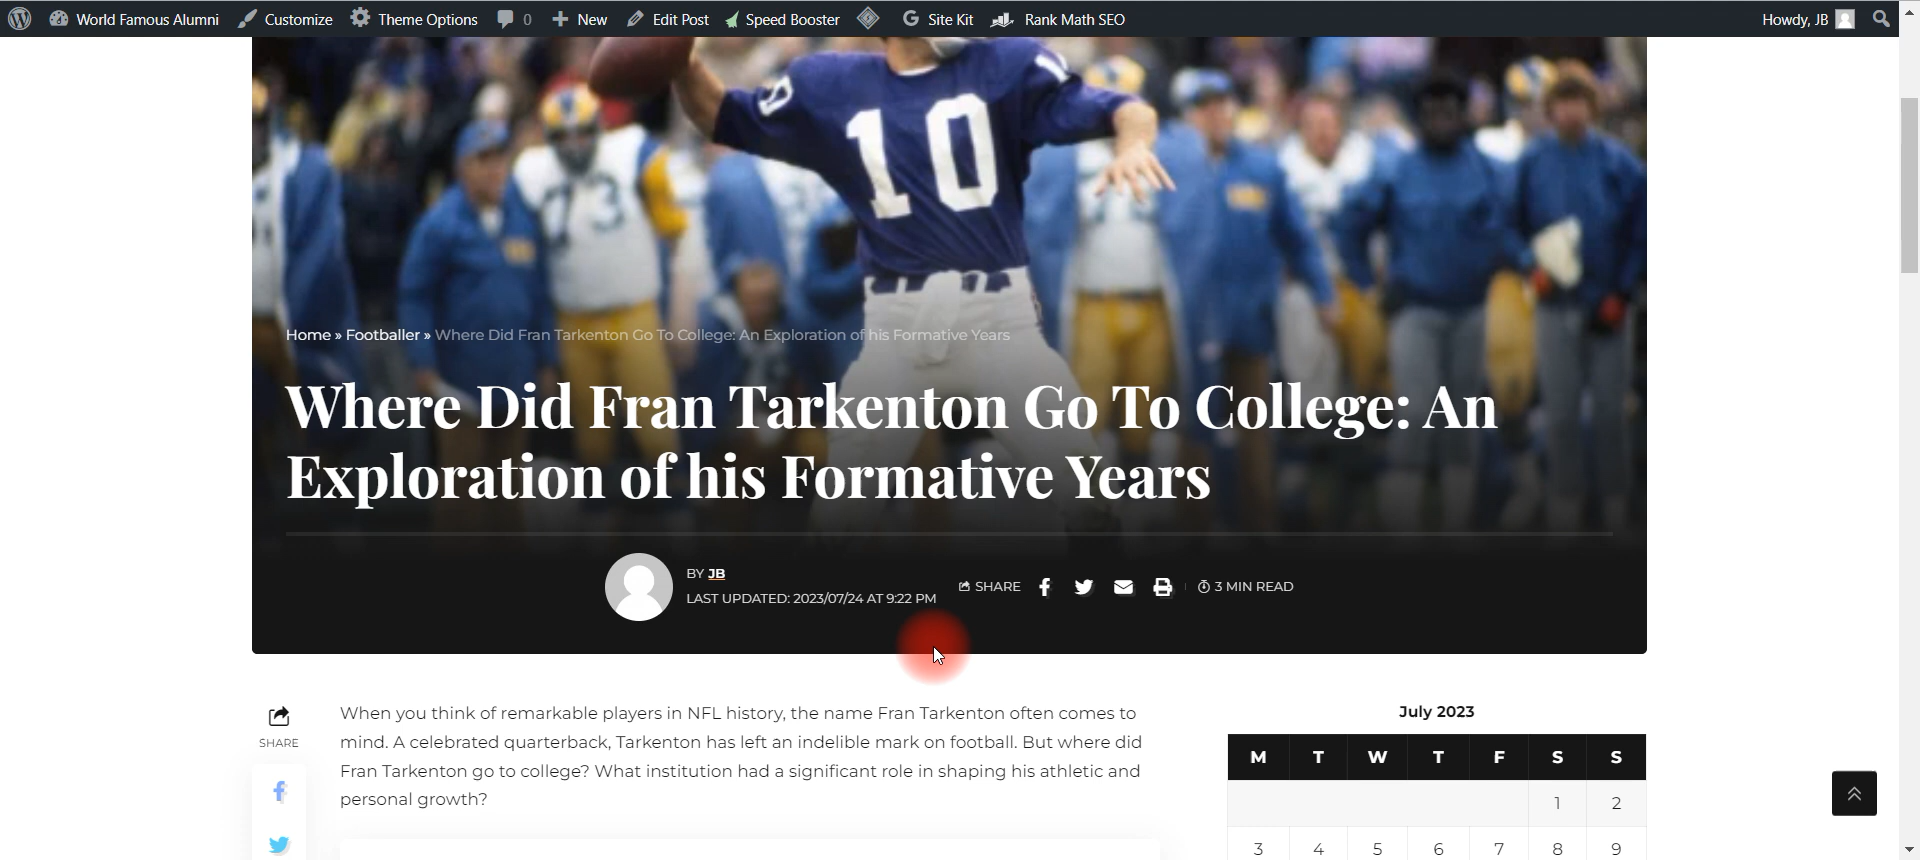 World Famous Alumni Customize Theme Options 0 New Edit Post Speed Booster Site Kit Rank Math SEO Howdy, JB
10
73
Home » Footballer » Where Did Fran Tarkenton Go To College: An Exploration of his Formative Years
Where Did Fran Tarkenton Go To College: An
Exploration of his Formative Years
BY JB
LAST UPDATED: 2023/07/24 AT 9:22 PM
SHARE
3 MIN READ
SHARE
When you think of remarkable players in NFL history, the name Fran Tarkenton often comes to
mind. A celebrated quarterback, Tarkenton has left an indelible mark on football. But where did
Fran Tarkenton go to college? What institution had a significant role in shaping his athletic and
personal growth?
July 2023
M T W T F S S
1 2
3 4 5 6 7 8 9